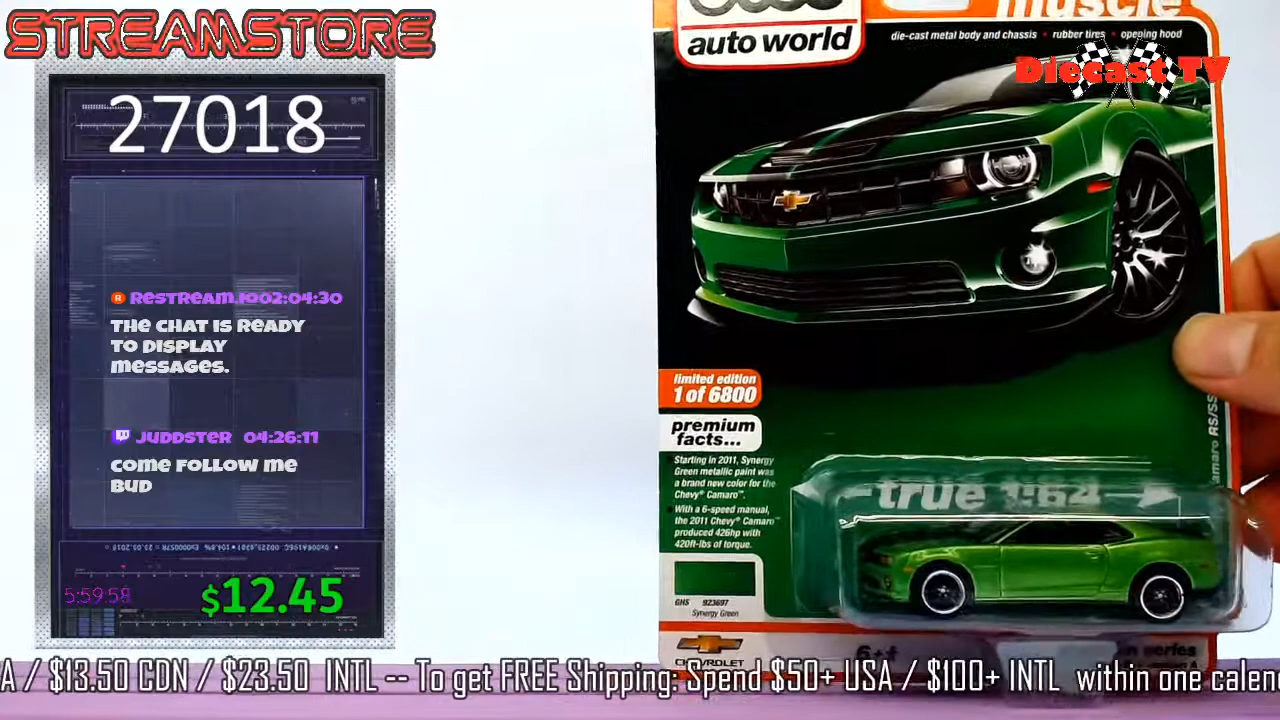 STREAMSTORE
27018
Restream.io 02:04:30
The chat is ready
to display
messages.
Juddster 04:26:11
come follow me
bud
5:59:58
$12.45
muscle
auto world
die-cast metal body and chassis • rubber tires • opening hood
Diecast TV
limited edition
1 of 6800
premium
facts...
Starting in 2011, Synergy
Green metallic paint was
a brand new color for the
Chevy® Camaro™.
With a 6-speed manual,
the 2011 Chevy® Camaro™
produced 426hp with
420ft-lbs of torque.
true 1:64
GHS 923697
Synergy Green
CHEVROLET
A / $13.50 CDN / $23.50 INTL -- To get FREE Shipping: Spend $50+ USA / $100+ INTL within one calen